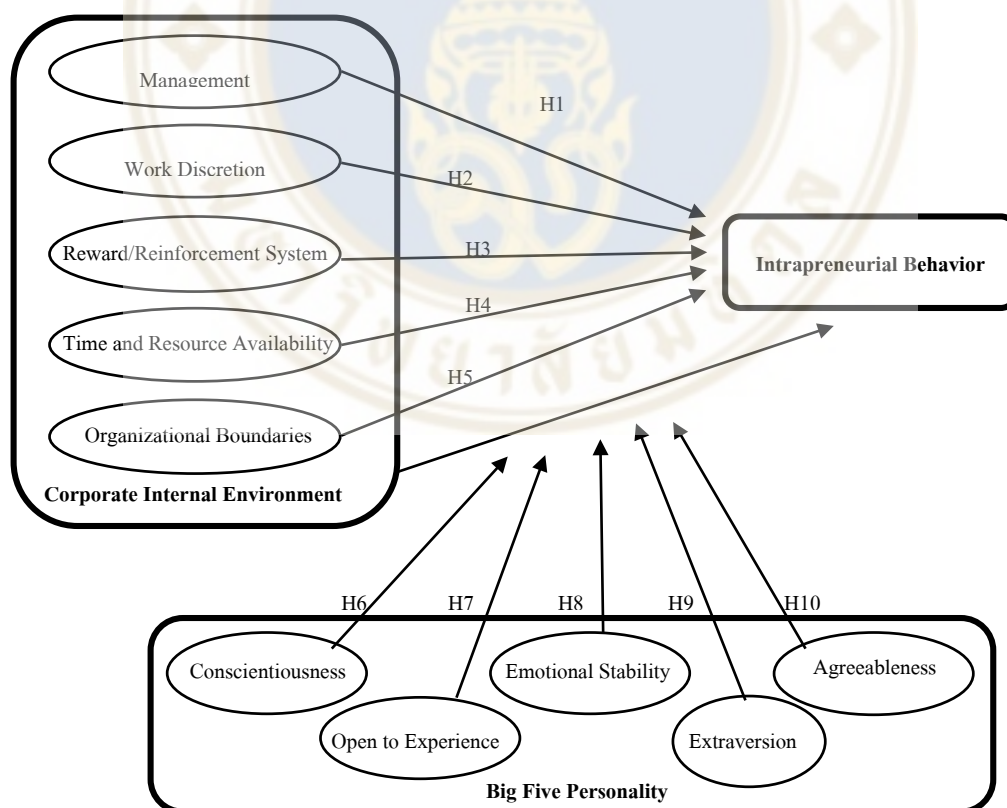 Management
H1
Work Discretion
H2
Reward/Reinforcement System
H3
Intrapreneurial Behavior
H4
Time and Resource Availability
H5
Organizational Boundaries
Corporate Internal Environment
H6
H7
H8
H9
H10
Conscientiousness
Emotional Stability
Agreeableness
Open to Experience
Extraversion
Big Five Personality